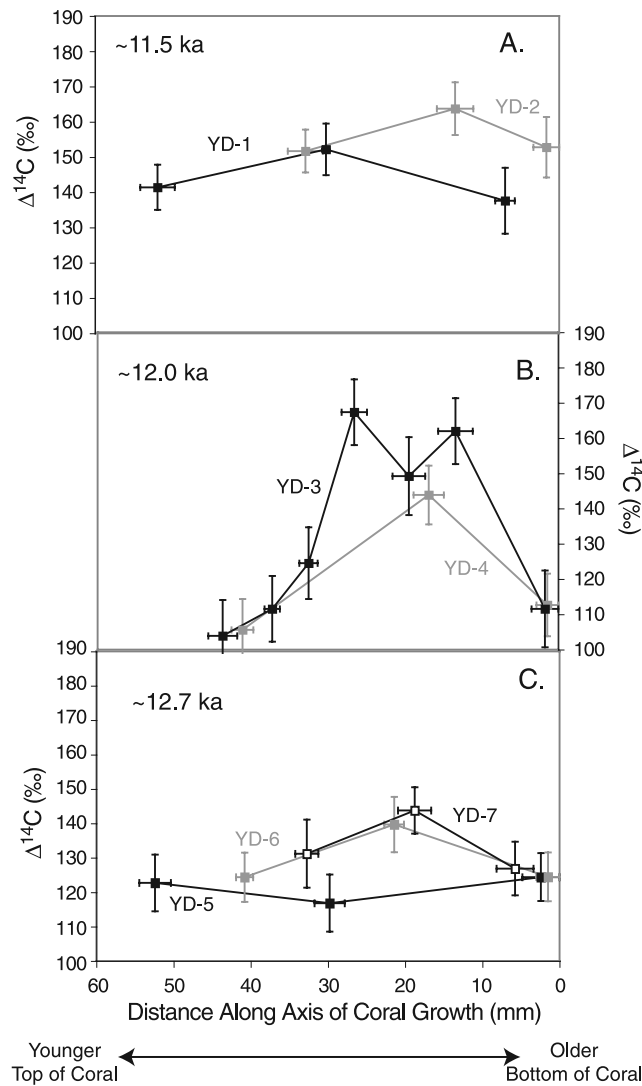 190
180
170
160
150
140
130
120
110
100
Δ¹⁴C (‰)
~11.5 ka
A.
YD-1
YD-2
190
180
170
160
150
140
130
120
110
100
Δ¹⁴C (‰)
~12.0 ka
B.
YD-3
YD-4
190
180
170
160
150
140
130
120
110
100
Δ¹⁴C (‰)
~12.7 ka
C.
YD-6
YD-7
YD-5
60 50 40 30 20 10 0
Distance Along Axis of Coral Growth (mm)
Younger
Top of Coral
Older
Bottom of Coral